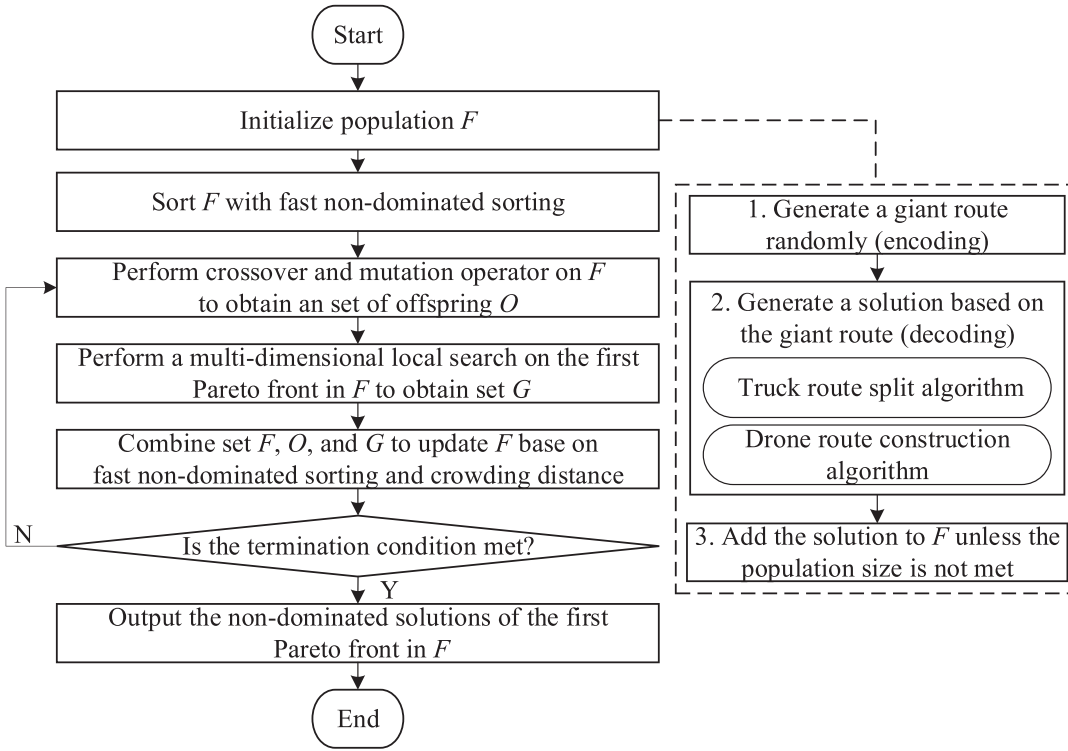 Start
Initialize population F
Sort F with fast non-dominated sorting
Perform crossover and mutation operator on F
to obtain an set of offspring O
Perform a multi-dimensional local search on the first
Pareto front in F to obtain set G
Combine set F, O, and G to update F base on
fast non-dominated sorting and crowding distance
N
Is the termination condition met?
Y
Output the non-dominated solutions of the first
Pareto front in F
End
1. Generate a giant route
randomly (encoding)
2. Generate a solution based on
the giant route (decoding)
Truck route split algorithm
Drone route construction
algorithm
3. Add the solution to F unless the
population size is not met